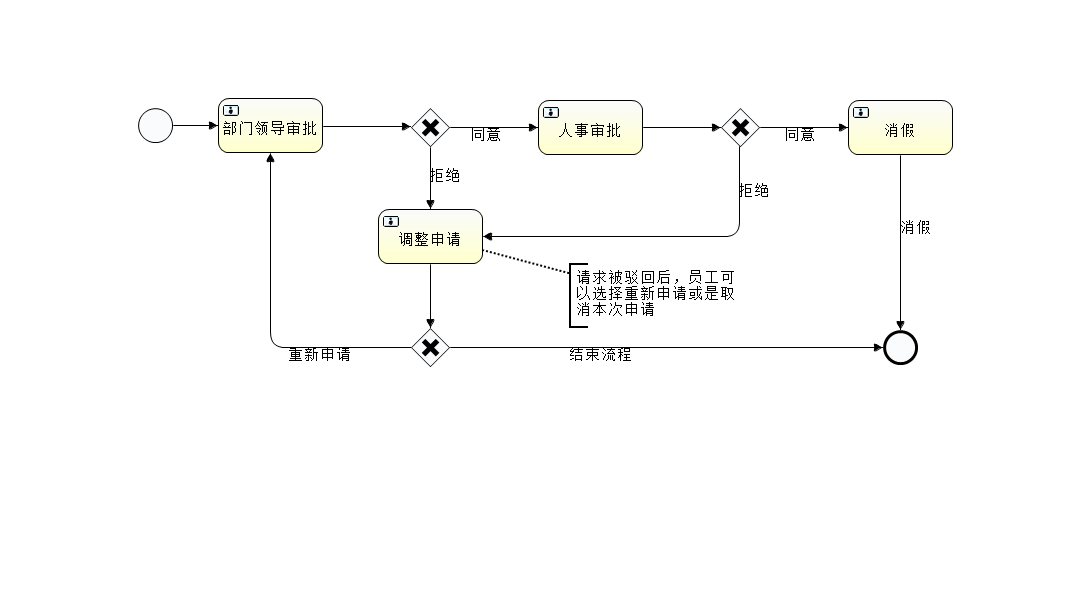 部门领导审批
同意
人事审批
同意
消假
拒绝
拒绝
调整申请
消假
请求被驳回后，员工可
以选择重新申请或是取
消本次申请
重新申请
结束流程